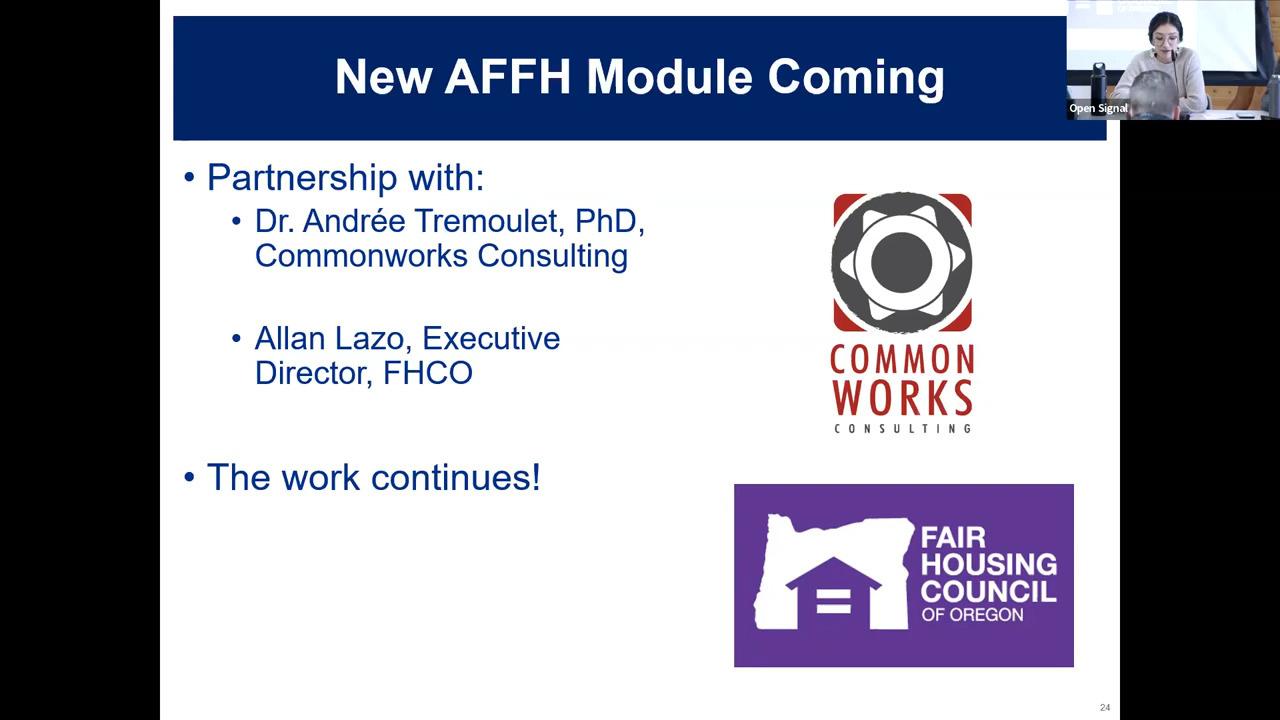 New AFFH Module Coming
• Partnership with:
• Dr. Andrée Tremoulet, PhD,
Commonworks Consulting
• Allan Lazo, Executive
Director, FHCO
• The work continues!
COMMON
WORKS
CONSULTING
FAIR
HOUSING
COUNCIL
OF OREGON
24
Open Signal